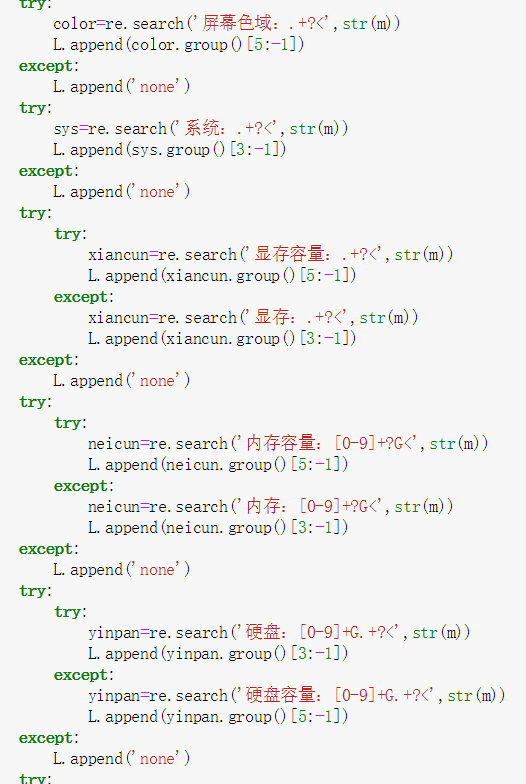 try:
    color=re.search('屏幕色域：.+?<',str(m))
    L.append(color.group()[5:-1])
except:
    L.append('none')
try:
    sys=re.search('系统：.+?<',str(m))
    L.append(sys.group()[3:-1])
except:
    L.append('none')
try:
    try:
        xiancun=re.search('显存容量：.+?<',str(m))
        L.append(xiancun.group()[5:-1])
    except:
        xiancun=re.search('显存：.+?<',str(m))
        L.append(xiancun.group()[3:-1])
except:
    L.append('none')
try:
    try:
        neicun=re.search('内存容量：[0-9]+?G<',str(m))
        L.append(neicun.group()[5:-1])
    except:
        neicun=re.search('内存：[0-9]+?G<',str(m))
        L.append(neicun.group()[3:-1])
except:
    L.append('none')
try:
    try:
        yinpan=re.search('硬盘：[0-9]+G.+?<',str(m))
        L.append(yinpan.group()[3:-1])
    except:
        yinpan=re.search('硬盘容量：[0-9]+G.+?<',str(m))
        L.append(yinpan.group()[5:-1])
except:
    L.append('none')
try: